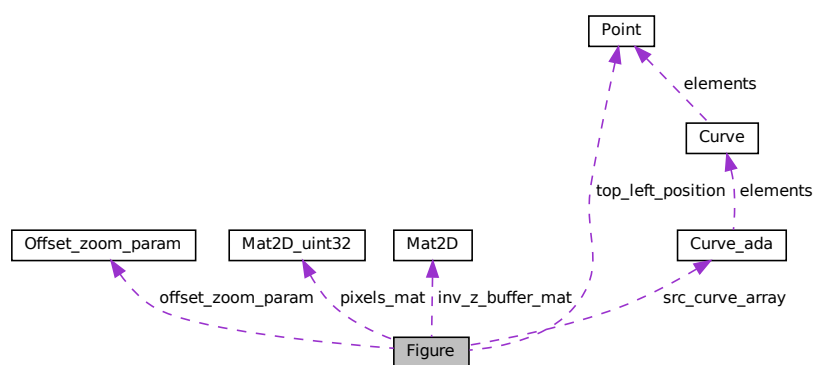 Point
elements
Curve
top_left_position
elements
Offset_zoom_param
Mat2D_uint32
Mat2D
Curve_ada
offset_zoom_param
pixels_mat
inv_z_buffer_mat
src_curve_array
Figure